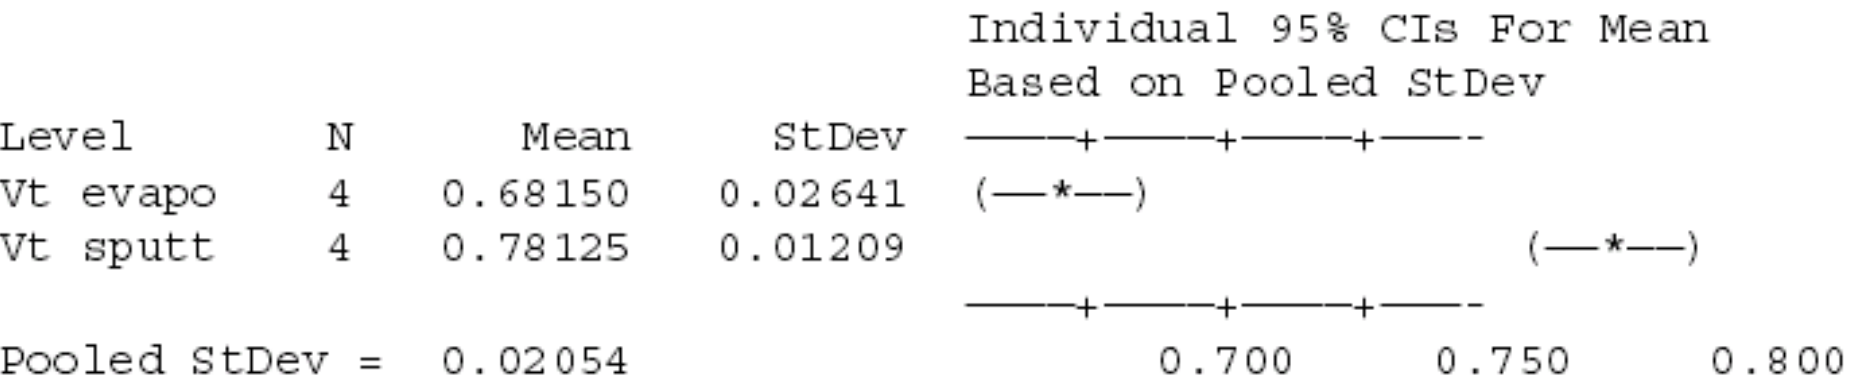 Individual 95% CIs For Mean
Based on Pooled StDev
Level N Mean StDev ————+————+————+———-
Vt evapo 4 0.68150 0.02641 (——*——)
Vt sputt 4 0.78125 0.01209 (——*——)
————+————+————+———-
Pooled StDev = 0.02054 0.700 0.750 0.800